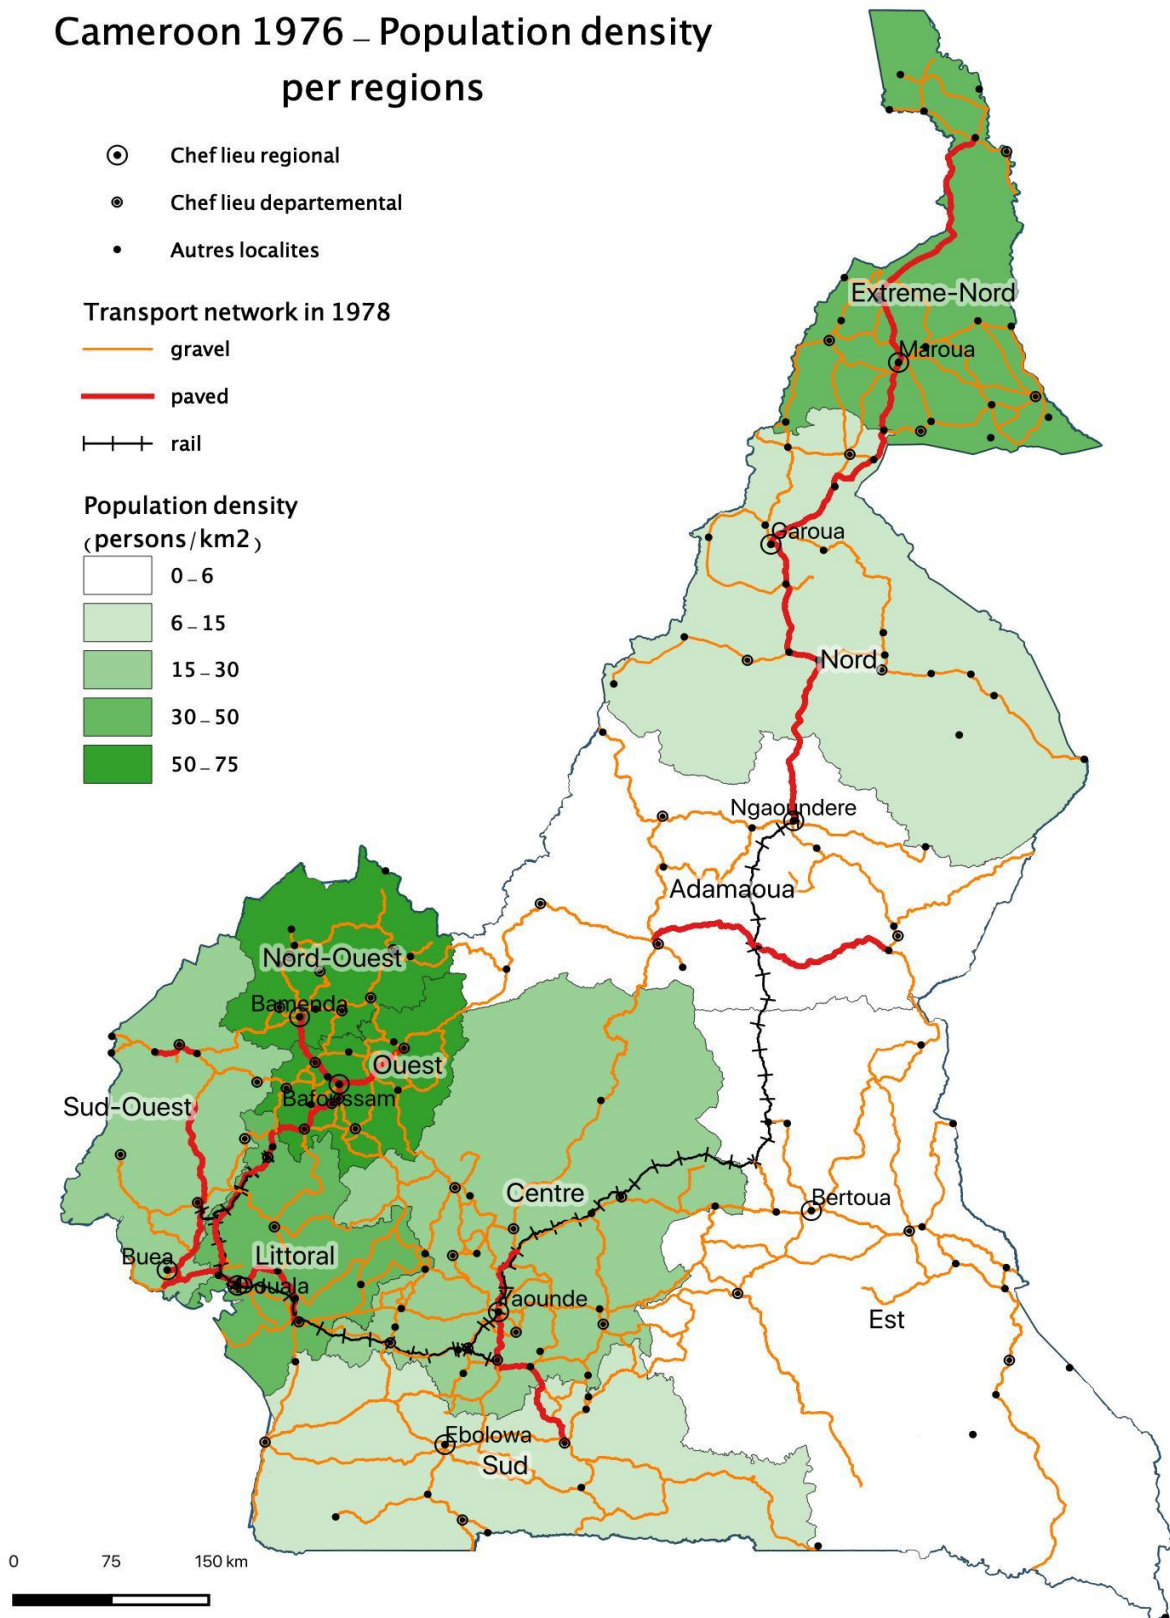 Cameroon 1976 – Population density
per regions
Chef lieu regional
Chef lieu departemental
Autres localites
Transport network in 1978
gravel
paved
rail
Population density
(persons/km2)
0 – 6
6 – 15
15 – 30
30 – 50
50 – 75
Extreme-Nord
Maroua
Garoua
Nord
Ngaoundere
Adamaoua
Nord-Ouest
Bamenda
Ouest
Bafoussam
Sud-Ouest
Centre
Bertoua
Buea
Littoral
Douala
Yaounde
Est
Ebolowa
Sud
0 75 150 km